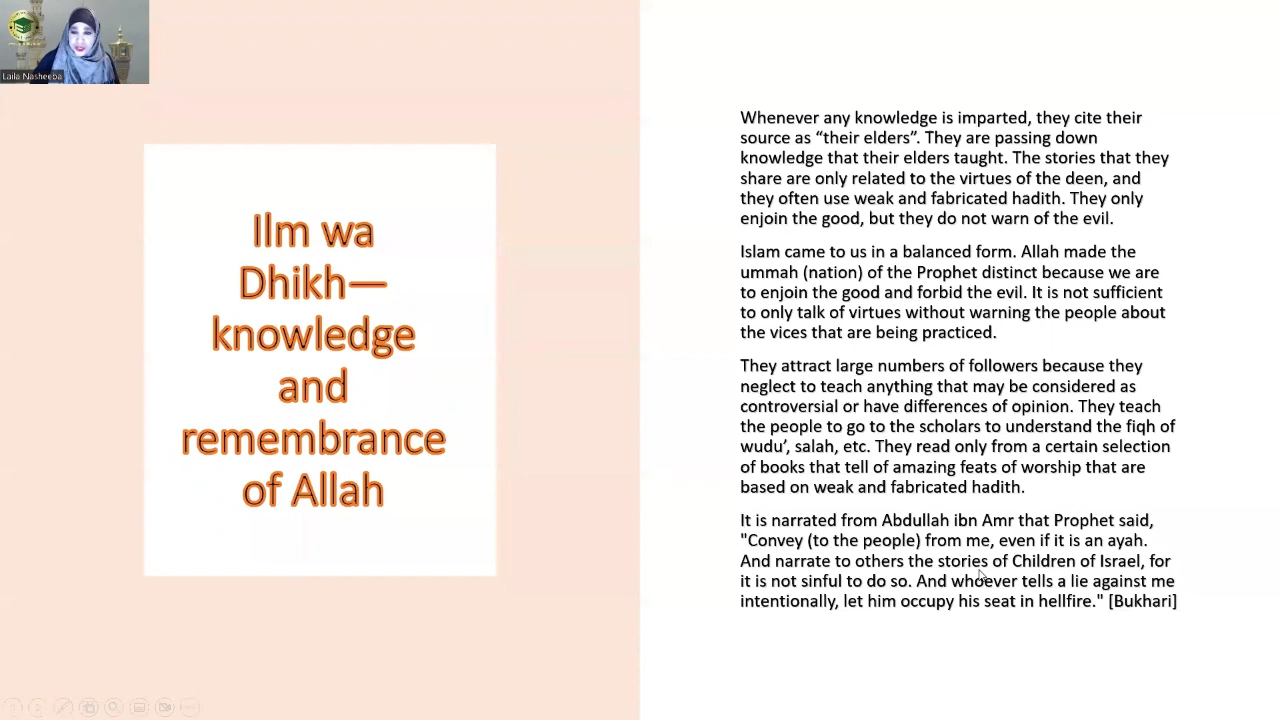 Laila Nasheeba
Ilm wa
Dhikh—
knowledge
and
remembrance
of Allah
Whenever any knowledge is imparted, they cite their
source as “their elders”. They are passing down
knowledge that their elders taught. The stories that they
share are only related to the virtues of the deen, and
they often use weak and fabricated hadith. They only
enjoin the good, but they do not warn of the evil.
Islam came to us in a balanced form. Allah made the
ummah (nation) of the Prophet distinct because we are
to enjoin the good and forbid the evil. It is not sufficient
to only talk of virtues without warning the people about
the vices that are being practiced.
They attract large numbers of followers because they
neglect to teach anything that may be considered as
controversial or have differences of opinion. They teach
the people to go to the scholars to understand the fiqh of
wudu’, salah, etc. They read only from a certain selection
of books that tell of amazing feats of worship that are
based on weak and fabricated hadith.
It is narrated from Abdullah ibn Amr that Prophet said,
"Convey (to the people) from me, even if it is an ayah.
And narrate to others the stories of Children of Israel, for
it is not sinful to do so. And whoever tells a lie against me
intentionally, let him occupy his seat in hellfire." [Bukhari]